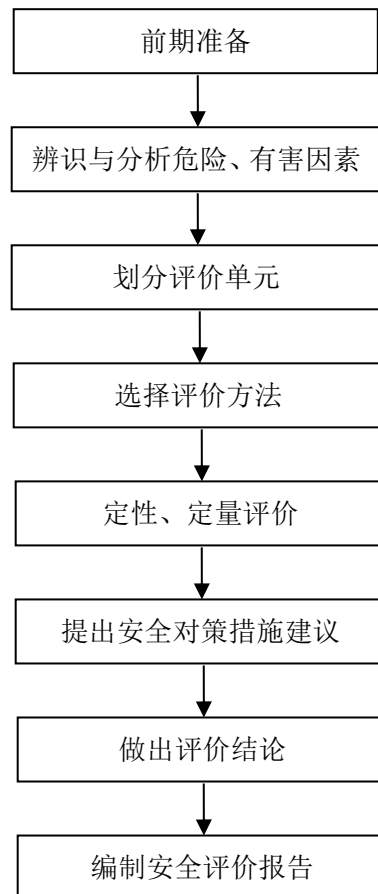 前期准备
辨识与分析危险、有害因素
划分评价单元
选择评价方法
定性、定量评价
提出安全对策措施建议
做出评价结论
编制安全评价报告